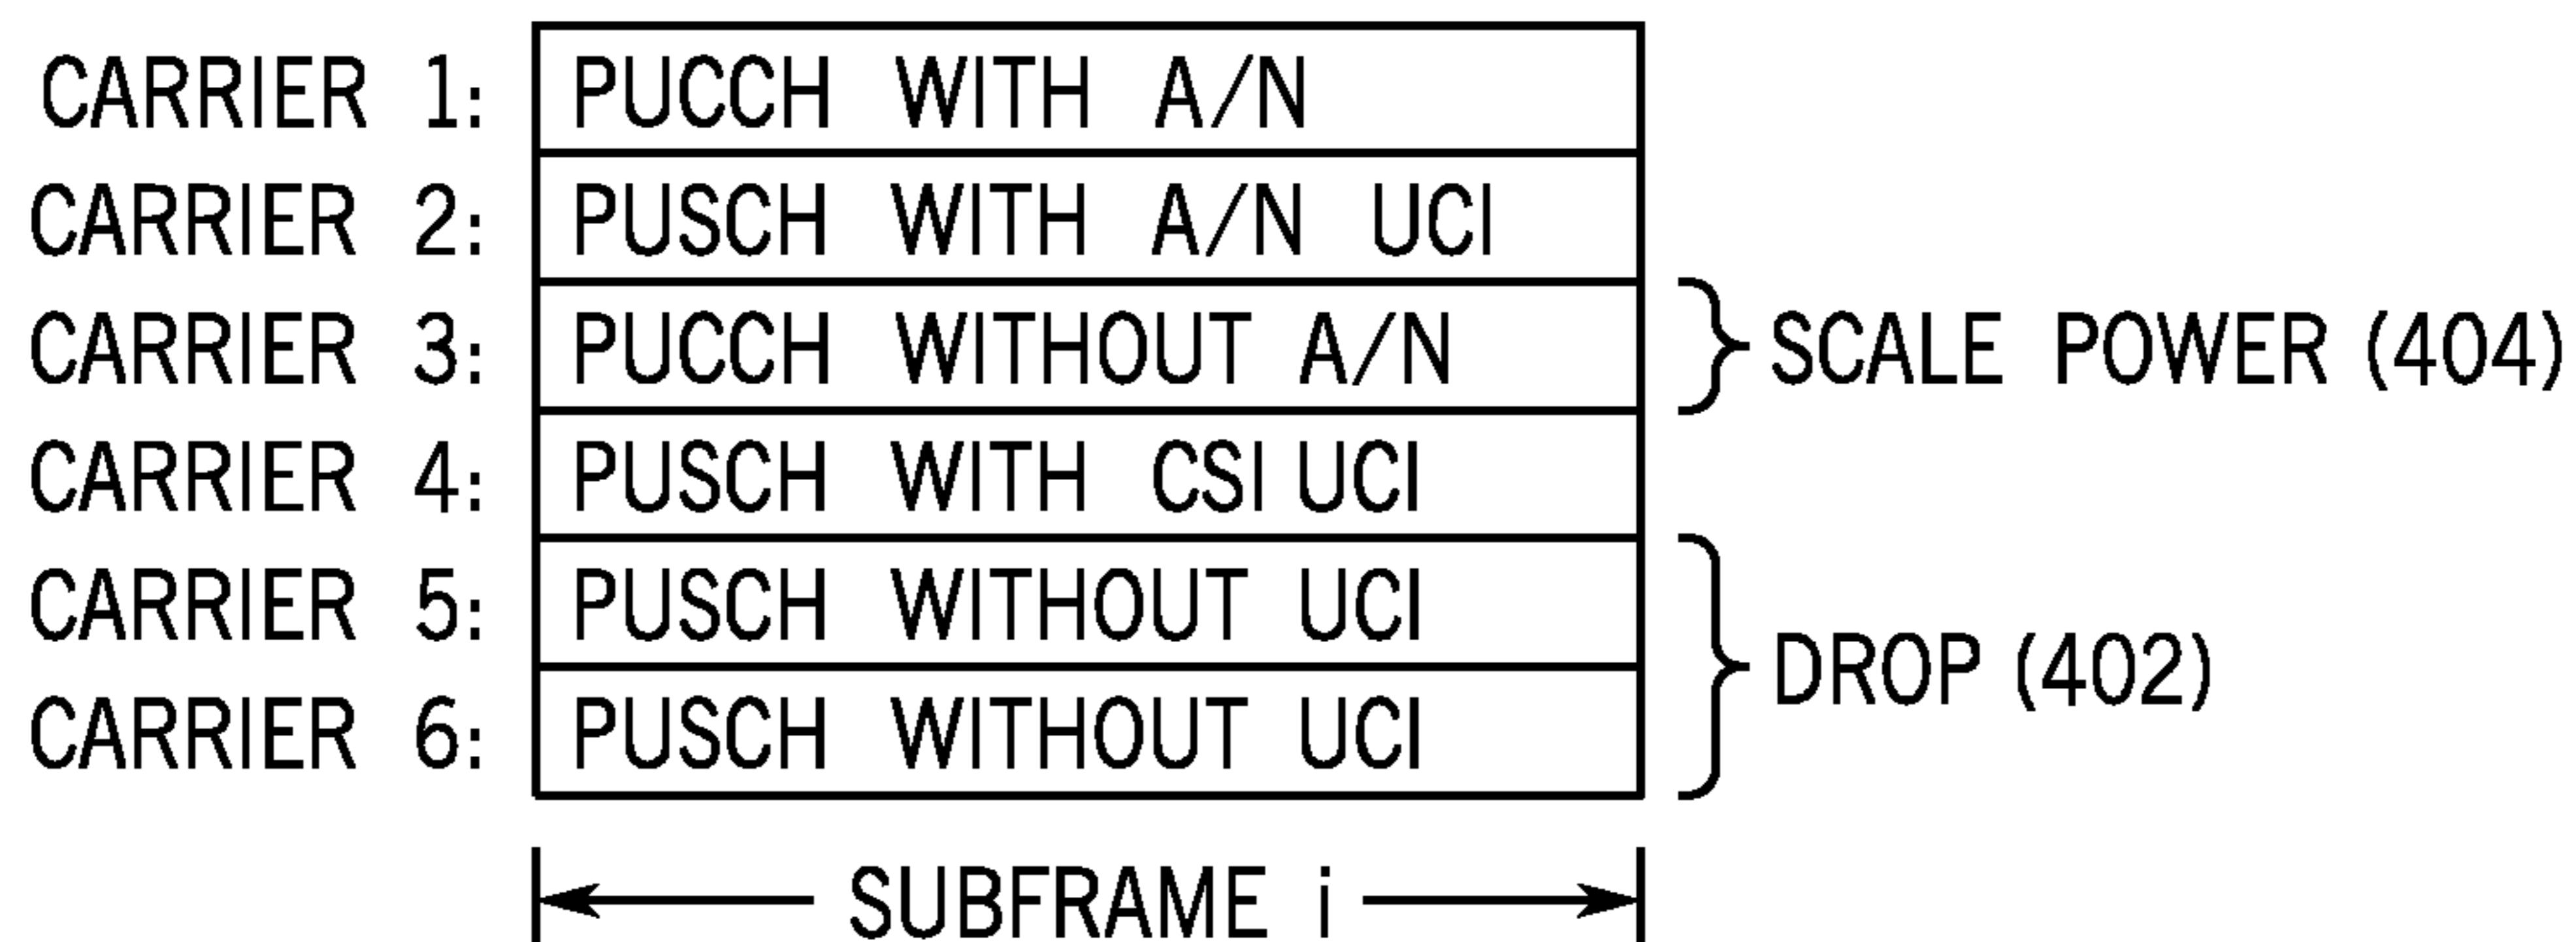 CARRIER 1: PUCCH WITH A/N
CARRIER 2: PUSCH WITH A/N UCI
CARRIER 3: PUCCH WITHOUT A/N SCALE POWER (404)
CARRIER 4: PUSCH WITH CSI UCI
CARRIER 5: PUSCH WITHOUT UCI
DROP (402)
CARRIER 6: PUSCH WITHOUT UCI
SUBFRAME i